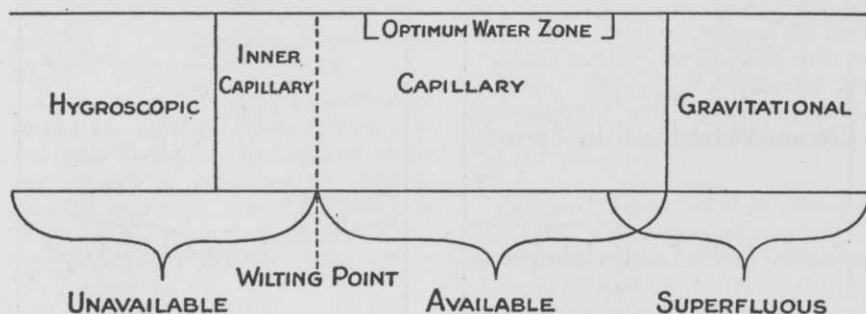 OPTIMUM WATER ZONE
INNER
CAPILLARY
CAPILLARY
HYGROSCOPIC
GRAVITATIONAL
WILTING POINT
UNAVAILABLE
AVAILABLE
SUPERFLUOUS